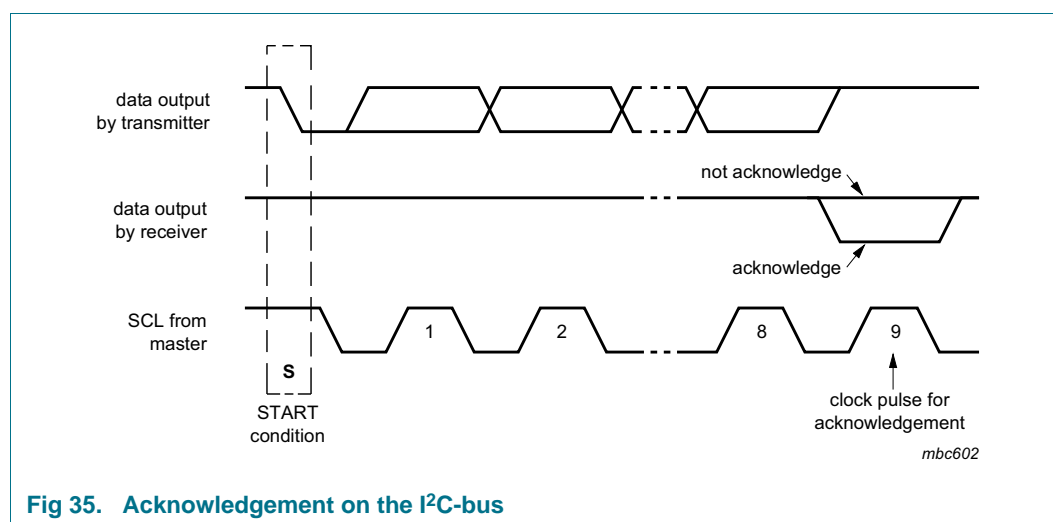 data output
by transmitter
not acknowledge
data output
by receiver
acknowledge
SCL from
master
1
2
8
9
S
START
condition
clock pulse for
acknowledgement
mbc602
Fig 35. Acknowledgement on the I²C-bus